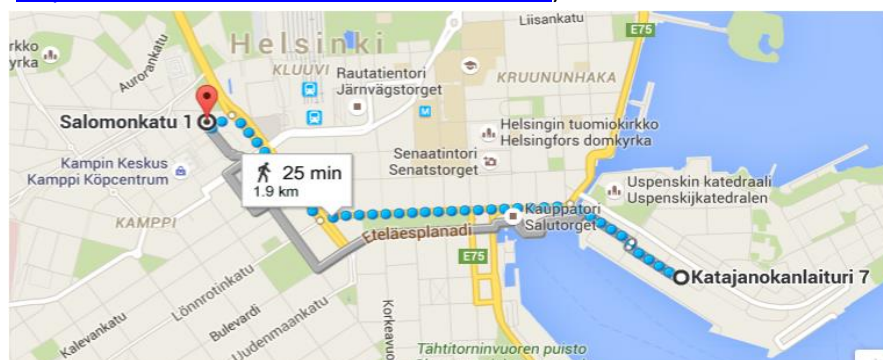 Liisankatu
E75
Helsinki
rkko
yrka
Aurorankatu
KLUUVI
Rautatientori
Järnvägstorget
KRUUNUNHAKA
Salomonkatu 1
M
Helsingin tuomiokirkko
Helsingfors domkyrka
Kampin Keskus
Kamppi Köpcentrum
25 min
1.9 km
Senaatintori
Senatstorget
Uspenskin katedraali
Uspenskijkatedralen
KAMPPI
Kauppatori
Salutorget
Eteläesplanadi
E75
Katajanokanlaituri 7
Lönnrotinkatu
Bulevardi
Uudenmaankatu
Kalevankatu
Korkeavuo
Tähtitorninvuoren puisto